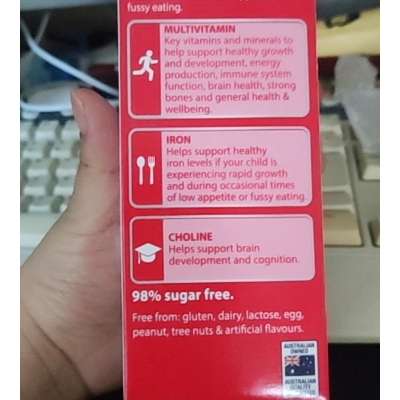 fussy eating.
MULTIVITAMIN
Key vitamins and minerals to
help support healthy growth
and development, energy
production, immune system
function, brain health, strong
bones and general health &
wellbeing.
IRON
Helps support healthy
iron levels if your child is
experiencing rapid growth
and during occasional times
of low appetite or fussy eating.
CHOLINE
Helps support brain
development and cognition.
98% sugar free.
Free from: gluten, dairy, lactose, egg,
peanut, tree nuts & artificial flavours.
AUSTRALIAN
OWNED
AUSTRALIAN
QUALITY